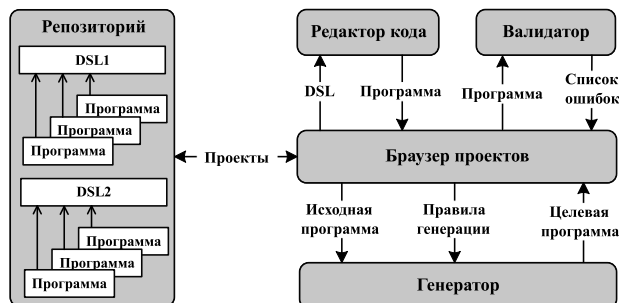 Репозиторий
DSL1
Программа
Программа
Программа
DSL2
Программа
Программа
Программа
Проекты
Редактор кода
Валидатор
DSL
Программа
Программа
Список
ошибок
Браузер проектов
Исходная
программа
Правила
генерации
Целевая
программа
Генератор